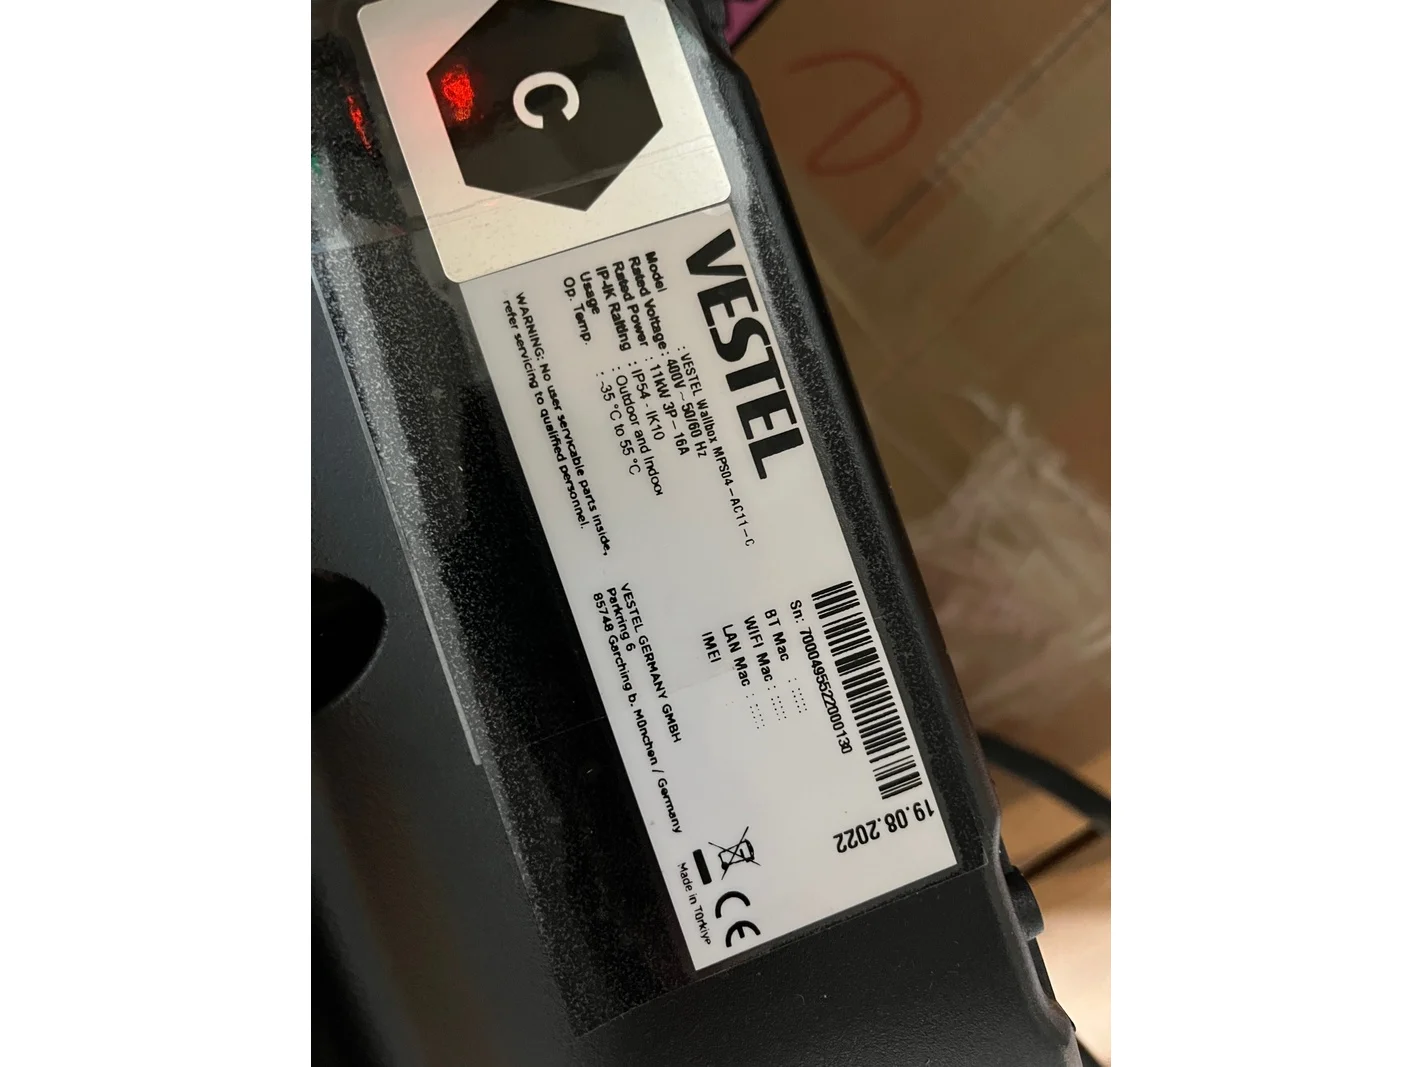 C
VESTEL
Model : VESTEL Wallbox MPS04-AC11-C
Rated Voltage : 400V ~ 50/60 Hz
Rated Power : 11kW 3P - 16A
IP-IK Raiting : IP54 - IK10
Usage : Outdoor and Indoor
Op. Temp. : -35 °C to 55 °C
WARNING: No user servicable parts inside,
refer servicing to qualified personnel.
Sn: 7000495522000130
BT Mac : :::::
WIFI Mac : :::::
LAN Mac : :::::
IMEI
VESTEL GERMANY GMBH
Parkring 6
85748 Garching b. München / Germany
19.08.2022
CE
Made in Türkiye